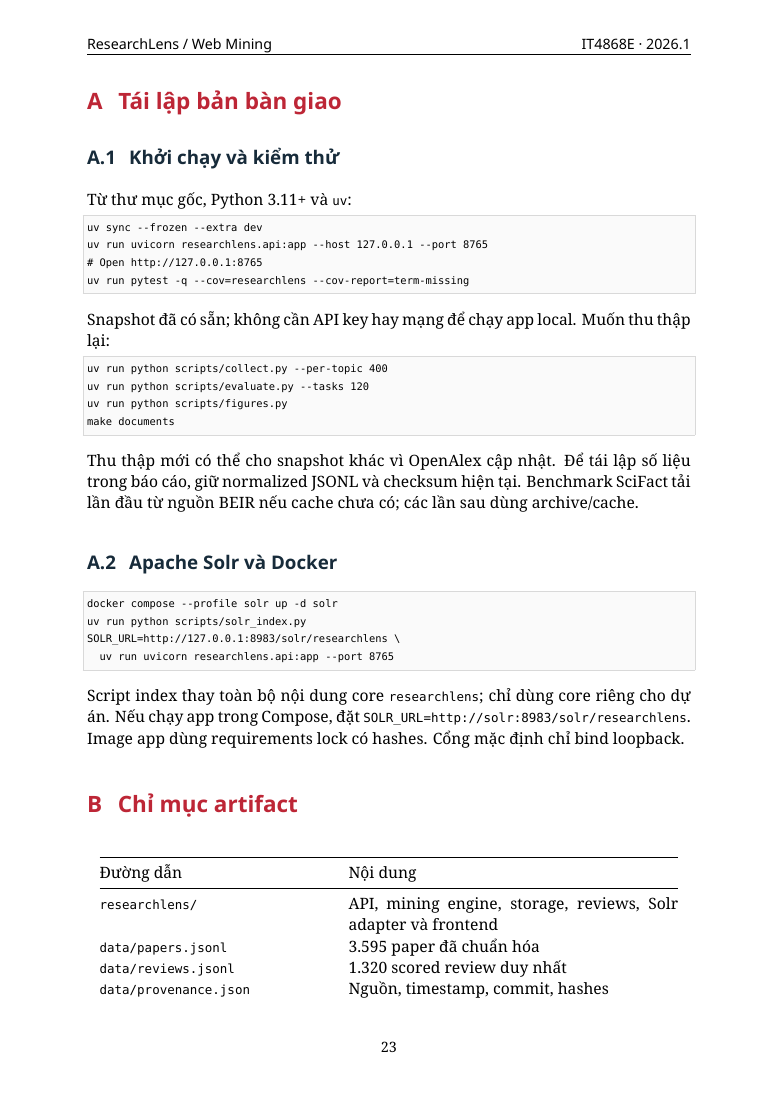 ResearchLens / Web Mining IT4868E · 2026.1
A Tái lập bản bàn giao
A.1 Khởi chạy và kiểm thử
Từ thư mục gốc, Python 3.11+ và uv:
uv sync --frozen --extra dev
uv run uvicorn researchlens.api:app --host 127.0.0.1 --port 8765
# Open http://127.0.0.1:8765
uv run pytest -q --cov=researchlens --cov-report=term-missing
Snapshot đã có sẵn; không cần API key hay mạng để chạy app local. Muốn thu thập
lại:
uv run python scripts/collect.py --per-topic 400
uv run python scripts/evaluate.py --tasks 120
uv run python scripts/figures.py
make documents
Thu thập mới có thể cho snapshot khác vì OpenAlex cập nhật. Để tái lập số liệu
trong báo cáo, giữ normalized JSONL và checksum hiện tại. Benchmark SciFact tải
lần đầu từ nguồn BEIR nếu cache chưa có; các lần sau dùng archive/cache.
A.2 Apache Solr và Docker
docker compose --profile solr up -d solr
uv run python scripts/solr_index.py
SOLR_URL=http://127.0.0.1:8983/solr/researchlens \
  uv run uvicorn researchlens.api:app --port 8765
Script index thay toàn bộ nội dung core researchlens; chỉ dùng core riêng cho dự
án. Nếu chạy app trong Compose, đặt SOLR_URL=http://solr:8983/solr/researchlens.
Image app dùng requirements lock có hashes. Cổng mặc định chỉ bind loopback.
B Chỉ mục artifact
Đường dẫn Nội dung
researchlens/ API, mining engine, storage, reviews, Solr
adapter và frontend
data/papers.jsonl 3.595 paper đã chuẩn hóa
data/reviews.jsonl 1.320 scored review duy nhất
data/provenance.json Nguồn, timestamp, commit, hashes
23